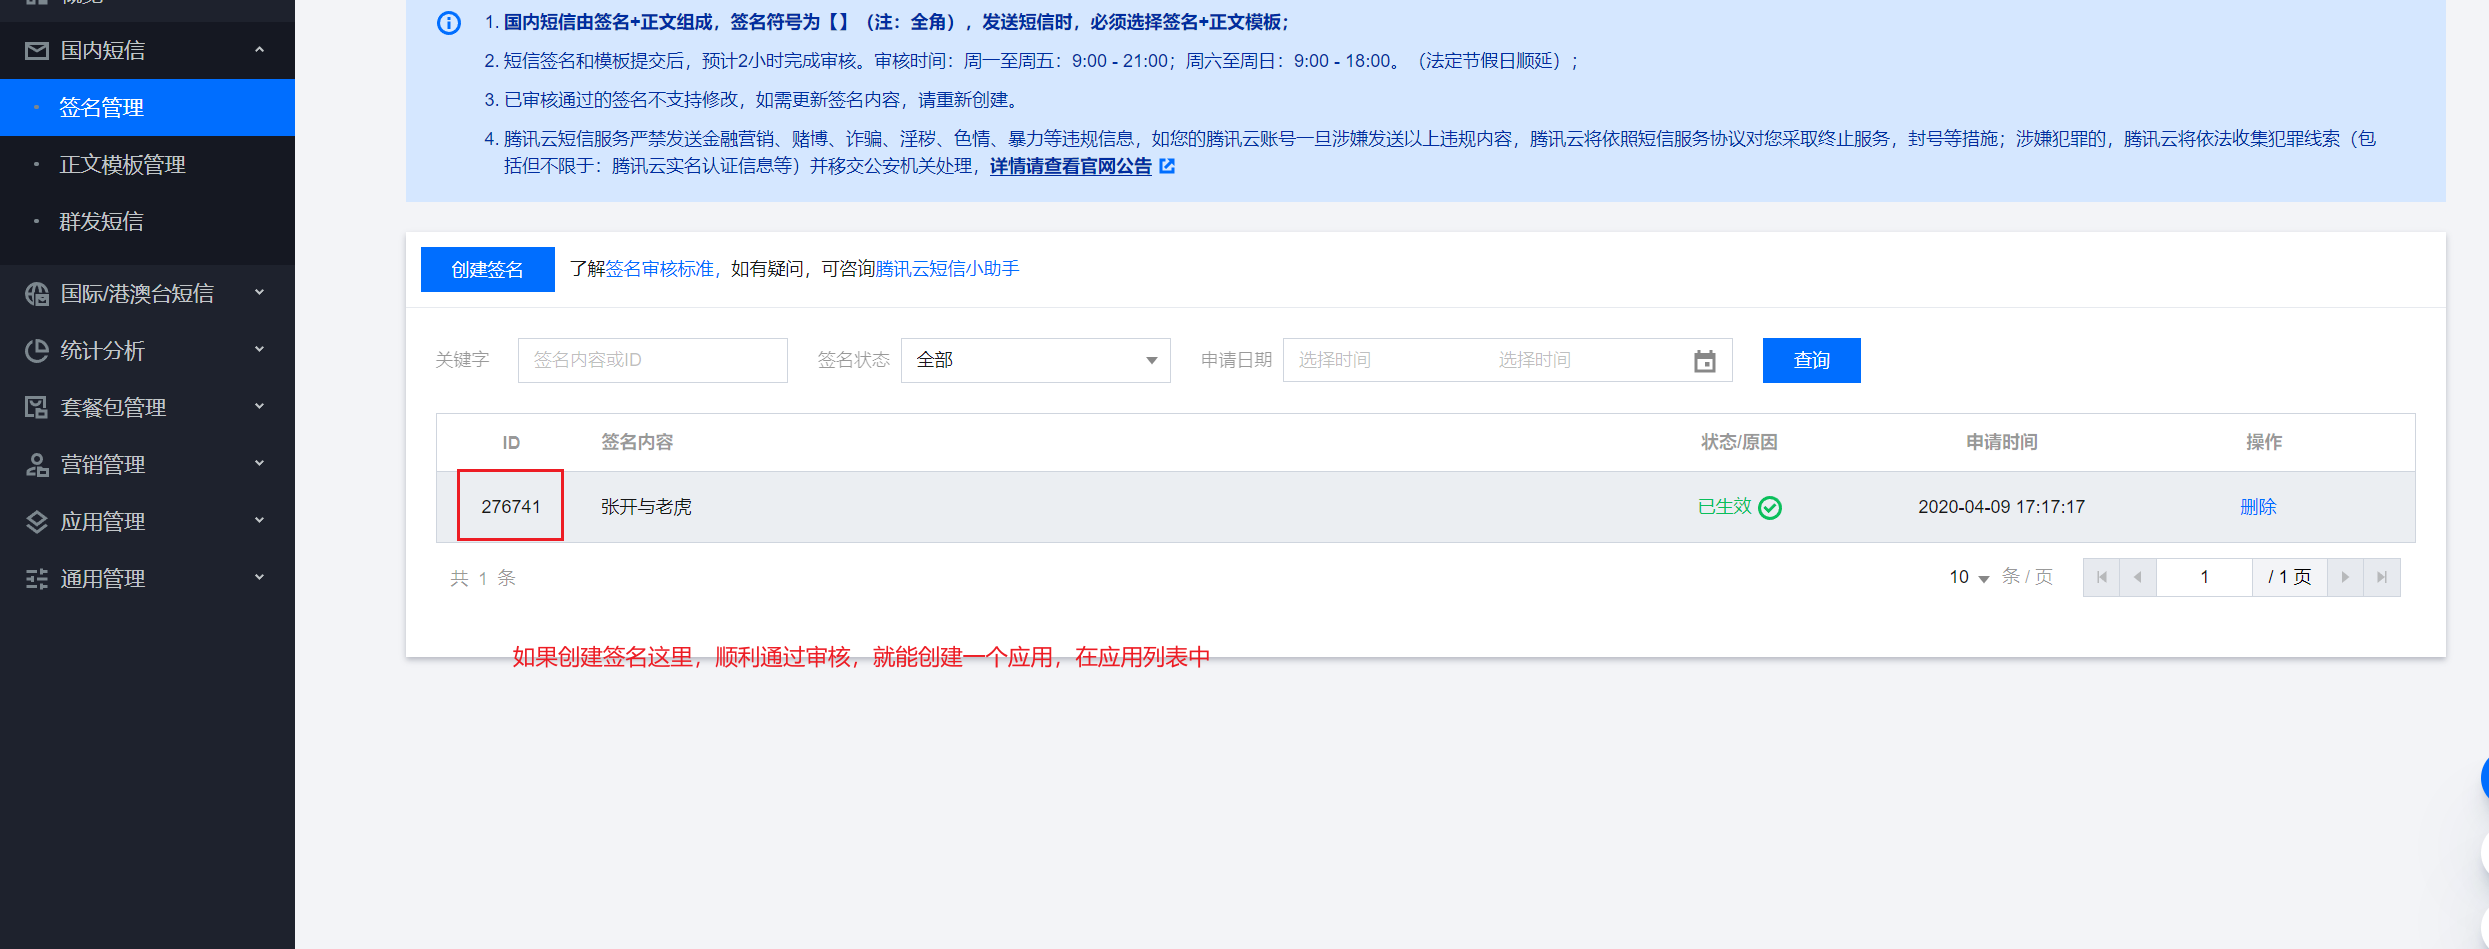 国内短信
签名管理
正文模板管理
群发短信
国际/港澳台短信
统计分析
套餐包管理
营销管理
应用管理
通用管理
1. 国内短信由签名+正文组成，签名符号为【】（注：全角），发送短信时，必须选择签名+正文模板；
2. 短信签名和模板提交后，预计2小时完成审核。审核时间：周一至周五：9:00 - 21:00；周六至周日：9:00 - 18:00。（法定节假日顺延）；
3. 已审核通过的签名不支持修改，如需更新签名内容，请重新创建。
4. 腾讯云短信服务严禁发送金融营销、赌博、诈骗、淫秽、色情、暴力等违规信息，如您的腾讯云账号一旦涉嫌发送以上违规内容，腾讯云将依照短信服务协议对您采取终止服务，封号等措施；涉嫌犯罪的，腾讯云将依法收集犯罪线索（包
括但不限于：腾讯云实名认证信息等）并移交公安机关处理，详情请查看官网公告
创建签名 了解签名审核标准，如有疑问，可咨询腾讯云短信小助手
关键字 签名内容或ID 签名状态 全部 申请日期 选择时间 选择时间 查询
ID 签名内容 状态/原因 申请时间 操作
276741 张开与老虎 已生效 2020-04-09 17:17:17 删除
共 1 条 10 条 / 页 1 / 1 页
如果创建签名这里，顺利通过审核，就能创建一个应用，在应用列表中